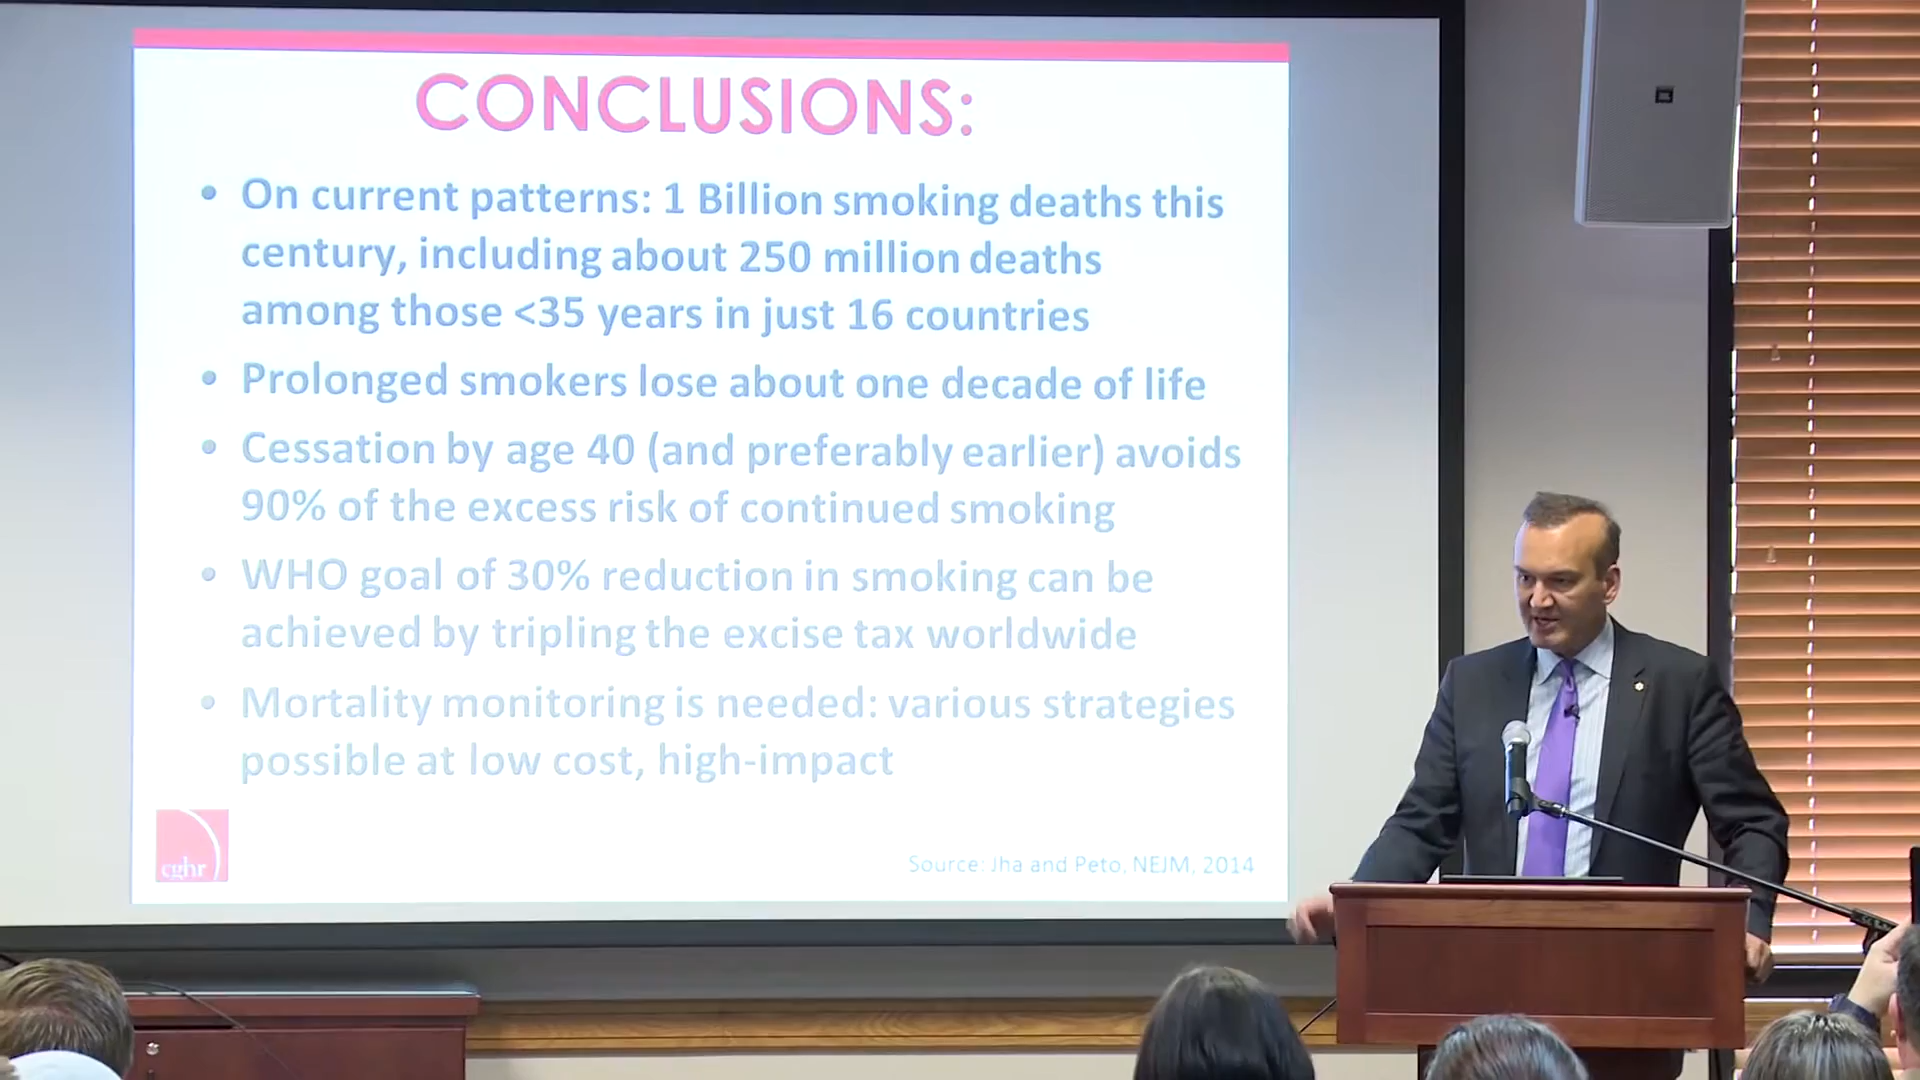 CONCLUSIONS:
• On current patterns: 1 Billion smoking deaths this
century, including about 250 million deaths
among those <35 years in just 16 countries
• Prolonged smokers lose about one decade of life
• Cessation by age 40 (and preferably earlier) avoids
90% of the excess risk of continued smoking
• WHO goal of 30% reduction in smoking can be
achieved by tripling the excise tax worldwide
• Mortality monitoring is needed: various strategies
possible at low cost, high-impact
cghr
Source: Jha and Peto, NEJM, 2014